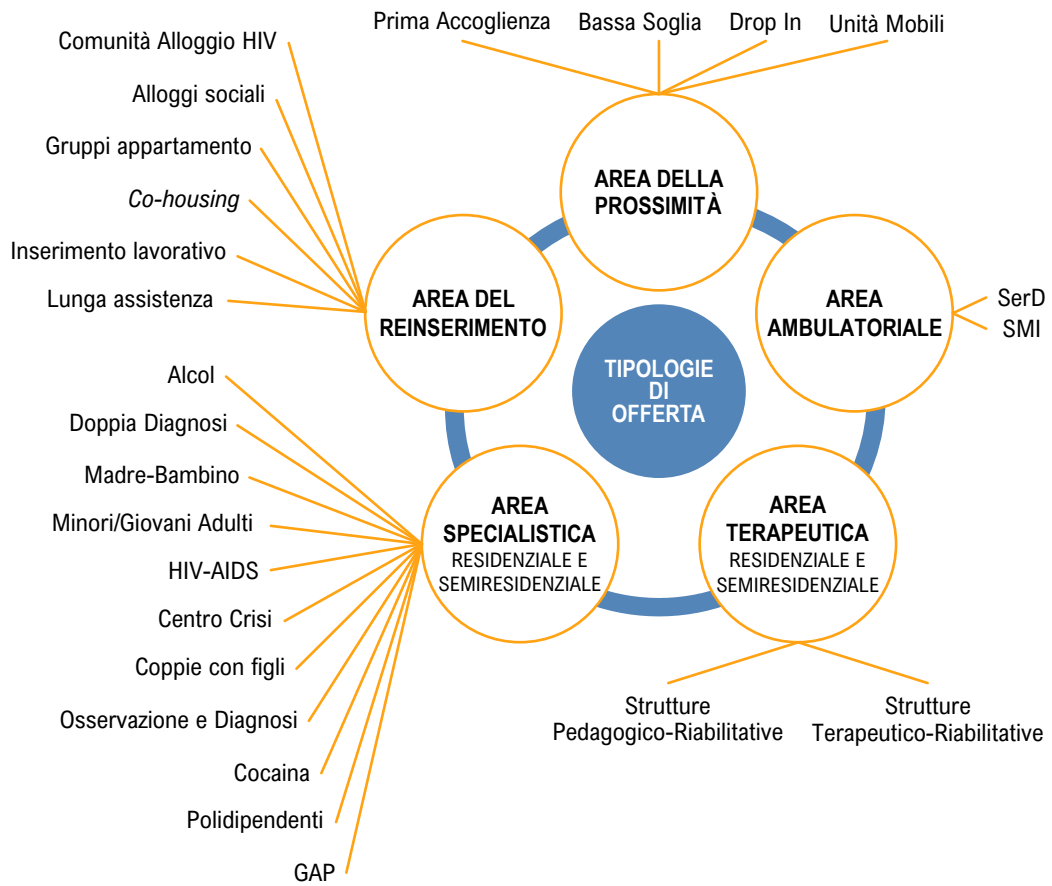 Prima Accoglienza
Bassa Soglia
Drop In
Unità Mobili
Comunità Alloggio HIV
Alloggi sociali
Gruppi appartamento
Co-housing
Inserimento lavorativo
Lunga assistenza
AREA DELLA
PROSSIMITÀ
AREA DEL
REINSERIMENTO
AREA
AMBULATORIALE
SerD
SMI
TIPOLOGIE
DI
OFFERTA
Alcol
Doppia Diagnosi
Madre-Bambino
Minori/Giovani Adulti
HIV-AIDS
Centro Crisi
Coppie con figli
Osservazione e Diagnosi
Cocaina
Polidipendenti
GAP
AREA
SPECIALISTICA
RESIDENZIALE E
SEMIRESIDENZIALE
AREA
TERAPEUTICA
RESIDENZIALE E
SEMIRESIDENZIALE
Strutture
Pedagogico-Riabilitative
Strutture
Terapeutico-Riabilitative